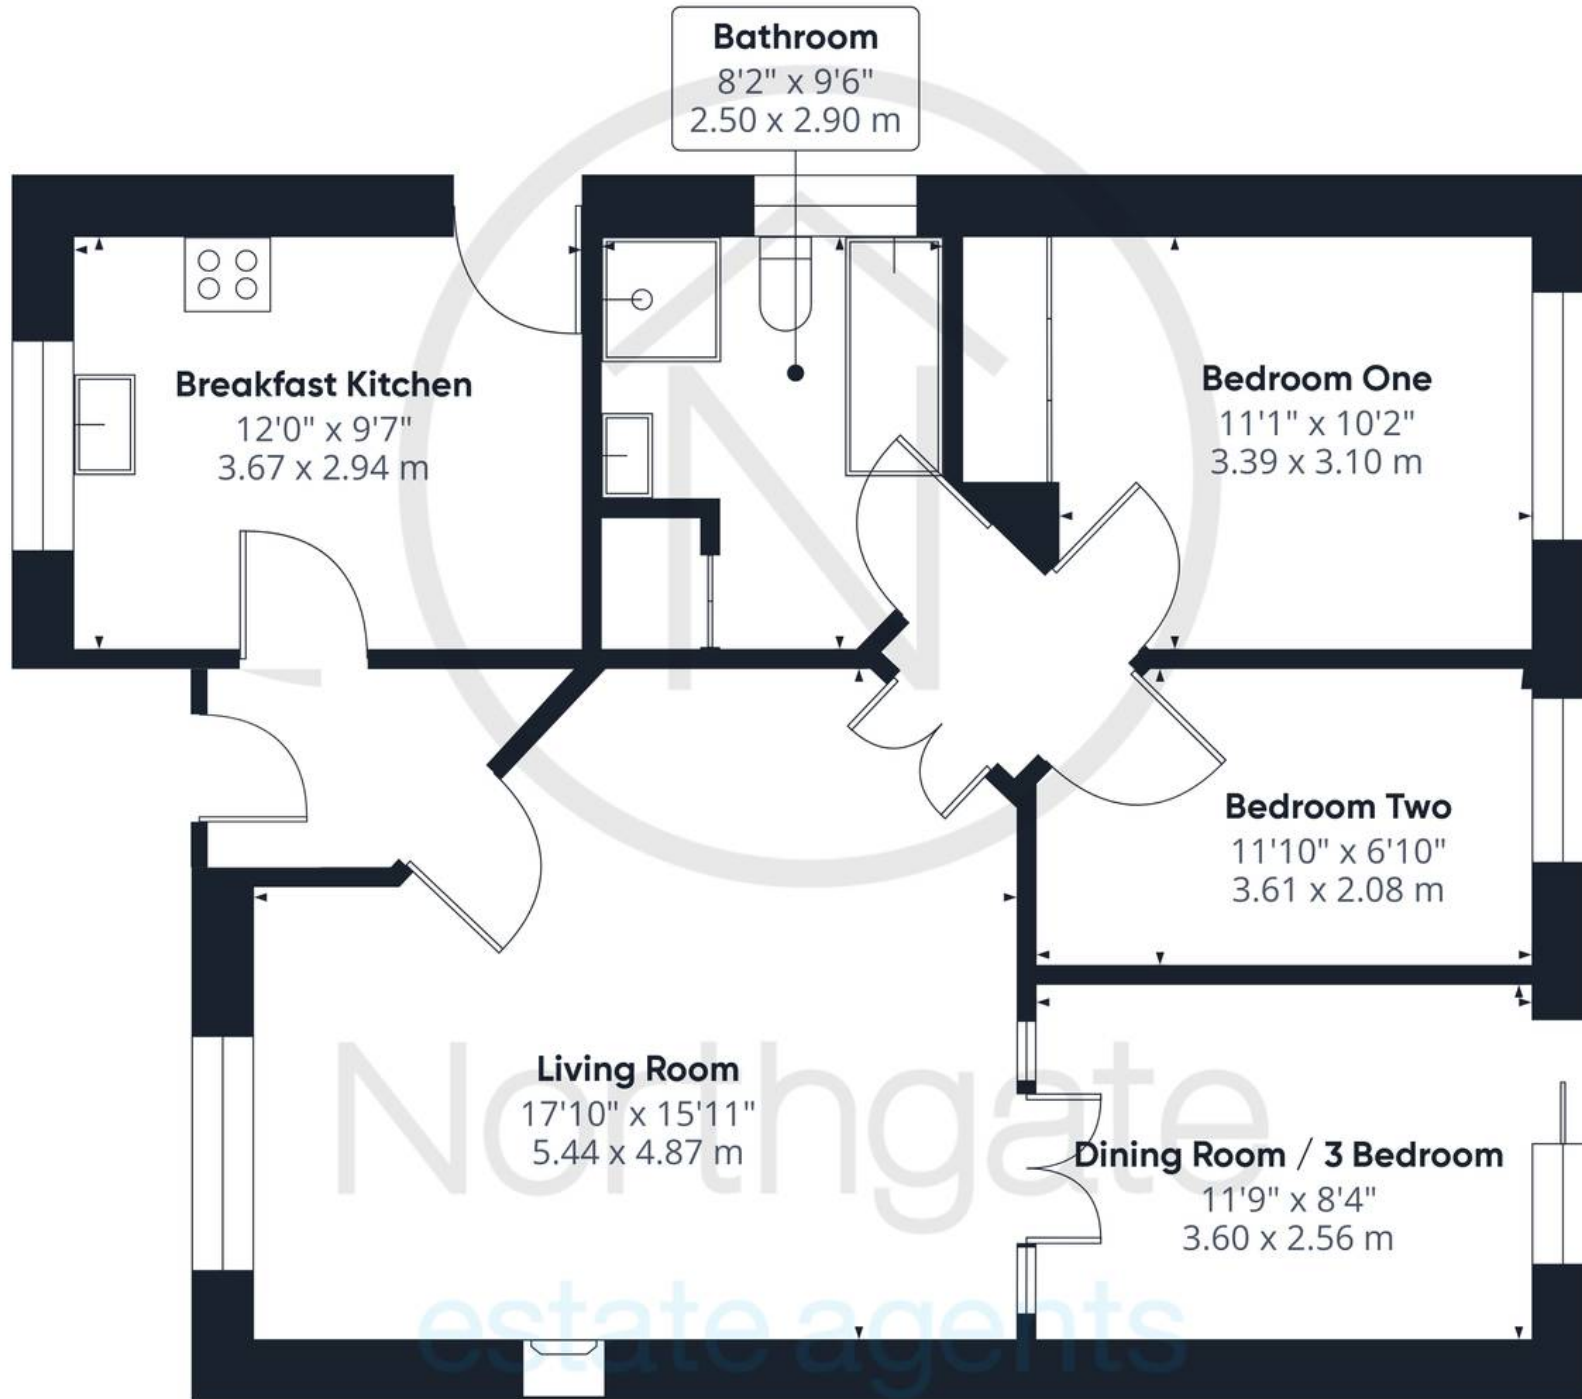 Bathroom
8'2" x 9'6"
2.50 x 2.90 m
Breakfast Kitchen
12'0" x 9'7"
3.67 x 2.94 m
Bedroom One
11'1" x 10'2"
3.39 x 3.10 m
Bedroom Two
11'10" x 6'10"
3.61 x 2.08 m
Living Room
17'10" x 15'11"
5.44 x 4.87 m
Dining Room / 3 Bedroom
11'9" x 8'4"
3.60 x 2.56 m
N
Northgate
estate agents